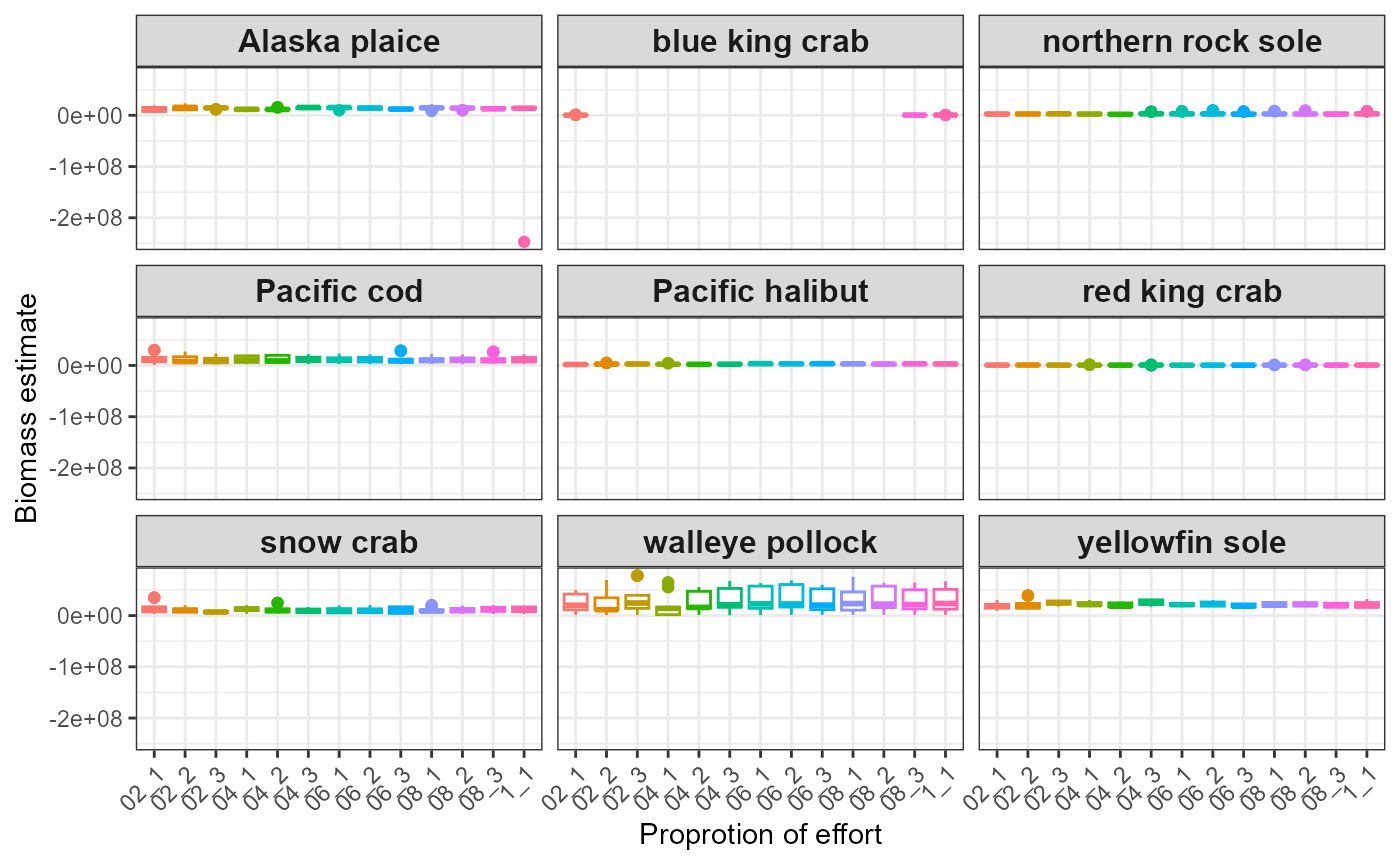 Alaska plaice
blue king crab
northern rock sole
0e+00
-1e+08
-2e+08
Pacific cod
Pacific halibut
red king crab
0e+00
-1e+08
-2e+08
snow crab
walleye pollock
yellowfin sole
0e+00
-1e+08
-2e+08
Biomass estimate
02_1 02_2 02_3 04_1 04_2 04_3 06_1 06_2 06_3 08_1 08_2 08_3 1_1
02_1 02_2 02_3 04_1 04_2 04_3 06_1 06_2 06_3 08_1 08_2 08_3 1_1
02_1 02_2 02_3 04_1 04_2 04_3 06_1 06_2 06_3 08_1 08_2 08_3 1_1
Proprotion of effort